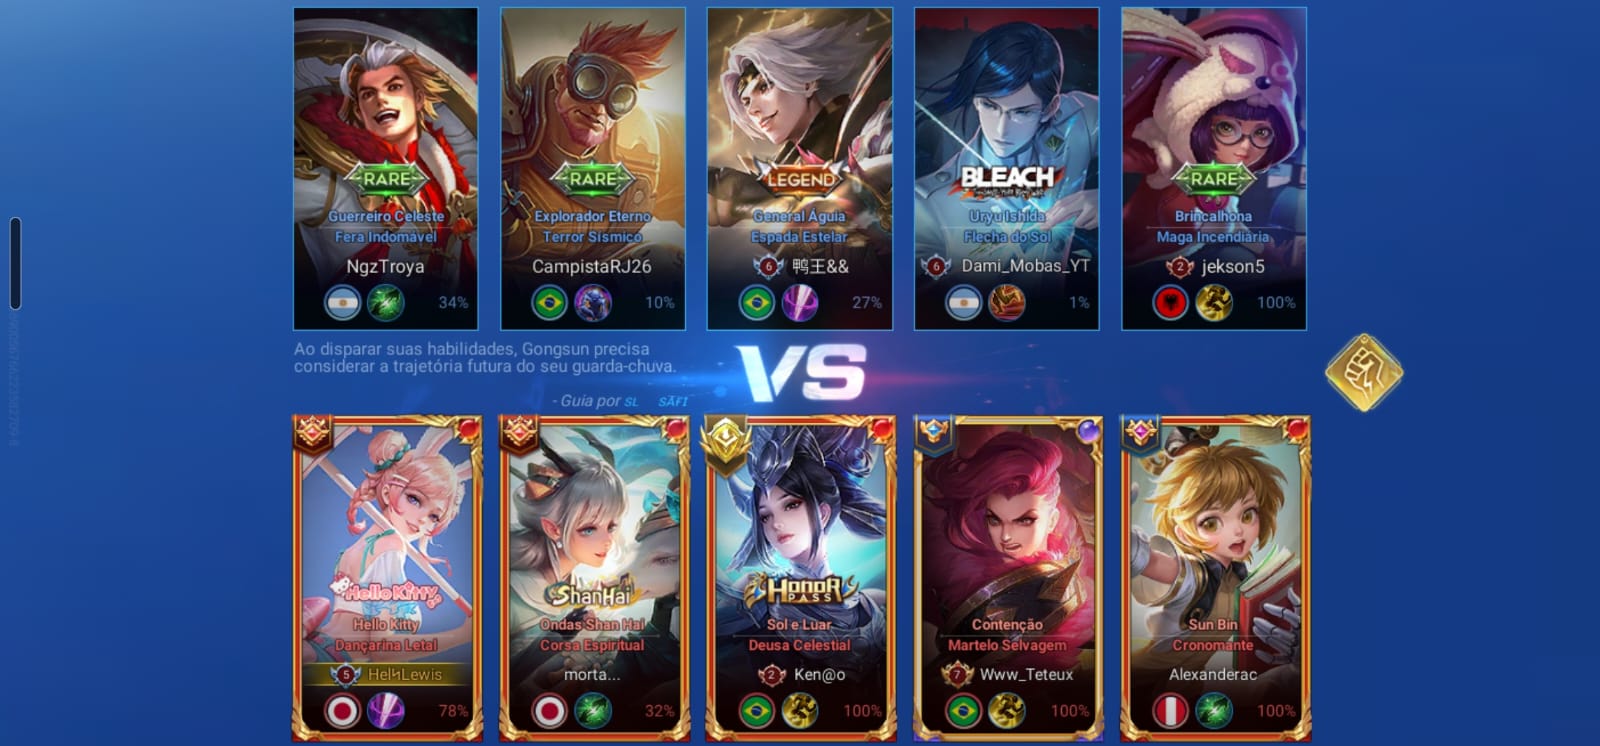 RARE
Guerreiro Celeste
Fera Indomável
NgzTroya
34%
RARE
Explorador Eterno
Terror Sísmico
CampistaRJ26
10%
LEGEND
General Águia
Espada Estelar
6 鸭王&&
27%
BLEACH
Uryu Ishida
Flecha do Sol
6 Dami_Mobas_YT
1%
RARE
Brincalhona
Maga Incendiária
2 jekson5
100%
Ao disparar suas habilidades, Gongsun precisa
considerar a trajetória futura do seu guarda-chuva.
- Guia por SL SÃFI
VS
Hello Kitty
Hello Kitty
Dançarina Letal
5 Hel𐑄Lewis
78%
ShanHai
Ondas Shan Hai
Corsa Espiritual
morta...
32%
HONOR
PASS
Sol e Luar
Deusa Celestial
2 Ken@o
100%
Contenção
Martelo Selvagem
7 Www_Teteux
100%
Sun Bin
Cronomante
Alexanderac
100%